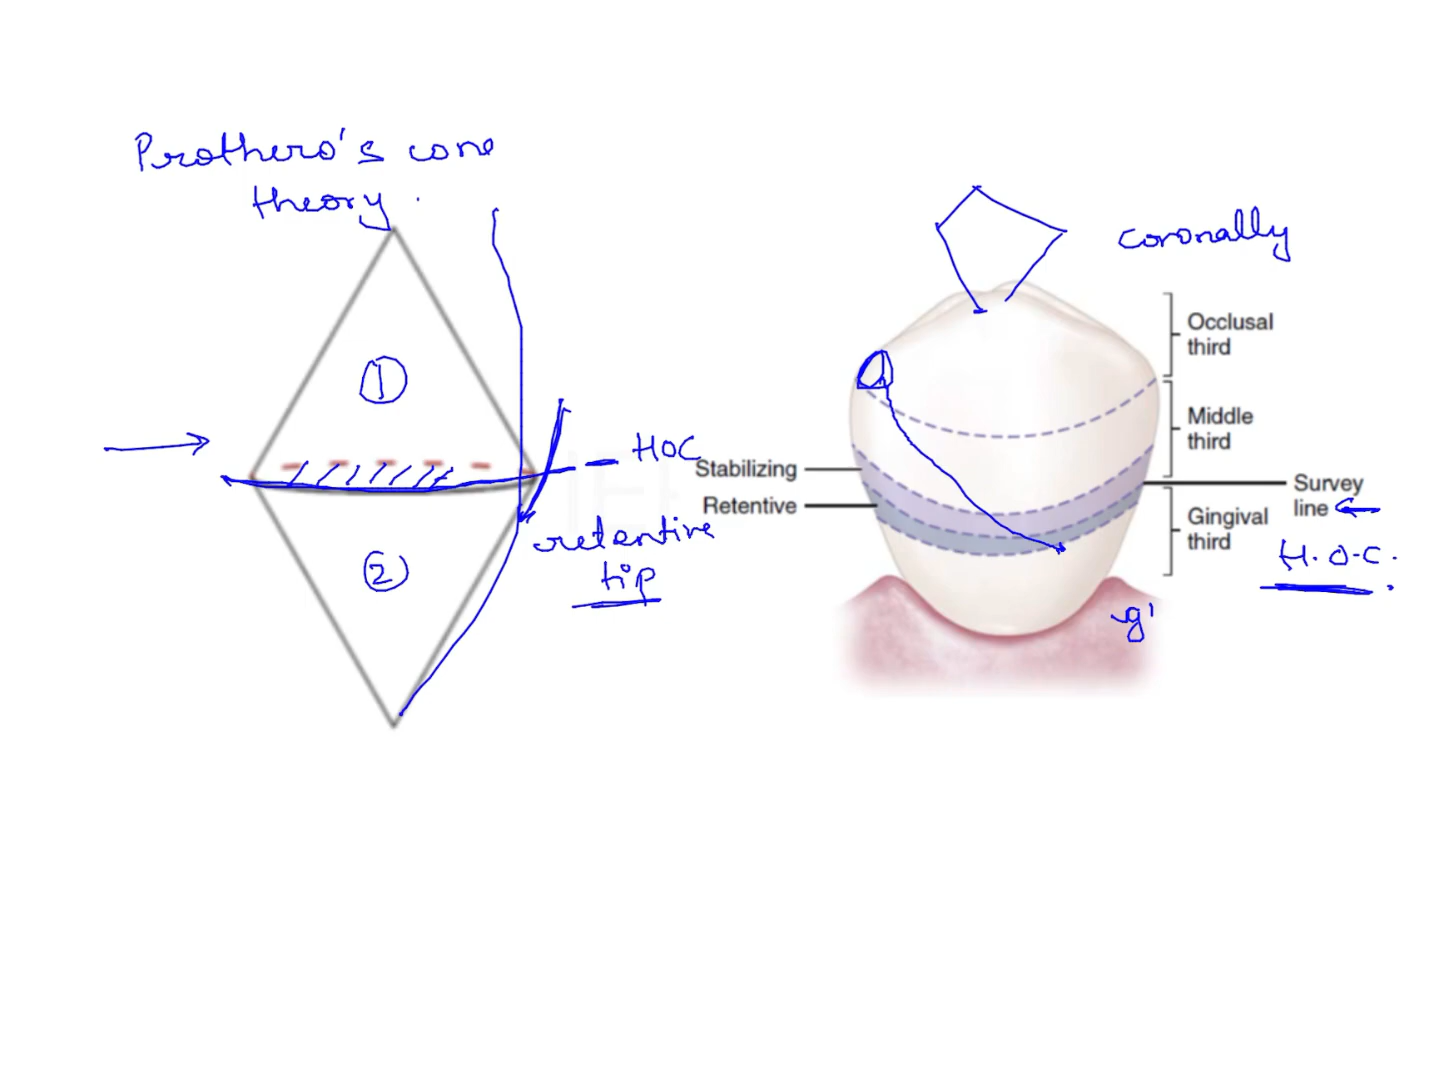 Prothero's cone
theory.
1
HOC
retentive
tip
2
coronally
Occlusal
third
Middle
third
Stabilizing
Retentive
Survey
line
Gingival
third
H.O.C.
'g'